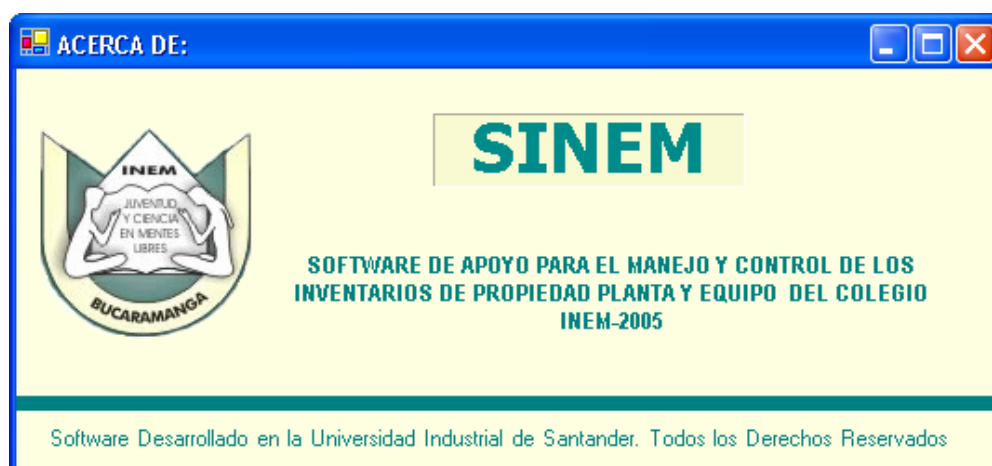 ACERCA DE:
INEM
JUVENTUD
Y CIENCIA
EN MENTES
LIBRES
BUCARAMANGA
SINEM
SOFTWARE DE APOYO PARA EL MANEJO Y CONTROL DE LOS
INVENTARIOS DE PROPIEDAD PLANTA Y EQUIPO DEL COLEGIO
INEM-2005
Software Desarrollado en la Universidad Industrial de Santander. Todos los Derechos Reservados